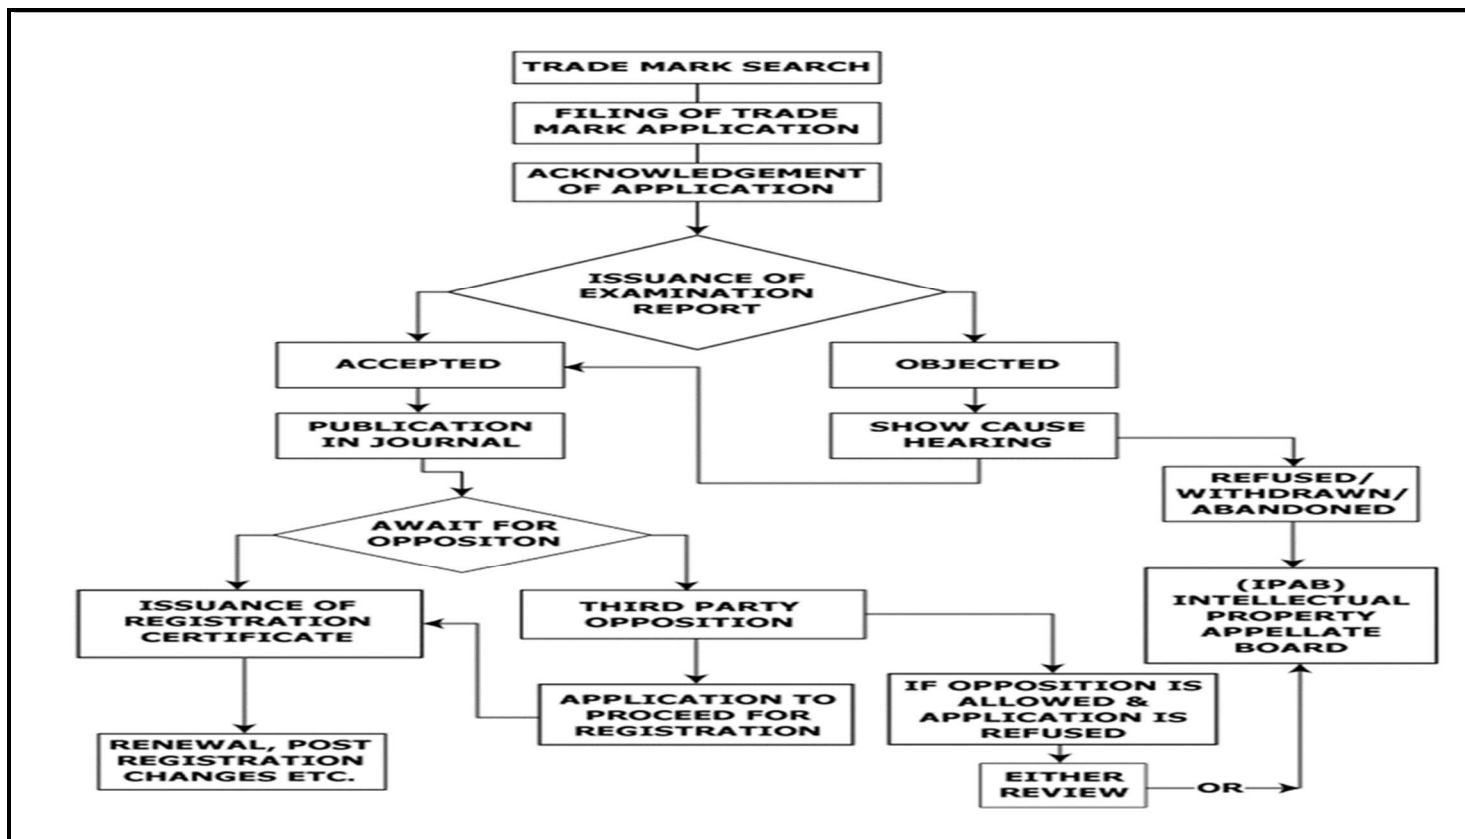 TRADE MARK SEARCH
FILING OF TRADE
MARK APPLICATION
ACKNOWLEDGEMENT
OF APPLICATION
ISSUANCE OF
EXAMINATION
REPORT
ACCEPTED
OBJECTED
PUBLICATION
IN JOURNAL
SHOW CAUSE
HEARING
REFUSED/
WITHDRAWN/
ABANDONED
AWAIT FOR
OPPOSITON
ISSUANCE OF
REGISTRATION
CERTIFICATE
THIRD PARTY
OPPOSITION
(IPAB)
INTELLECTUAL
PROPERTY
APPELLATE
BOARD
APPLICATION TO
PROCEED FOR
REGISTRATION
IF OPPOSITION IS
ALLOWED &
APPLICATION IS
REFUSED
RENEWAL, POST
REGISTRATION
CHANGES ETC.
EITHER
REVIEW
OR